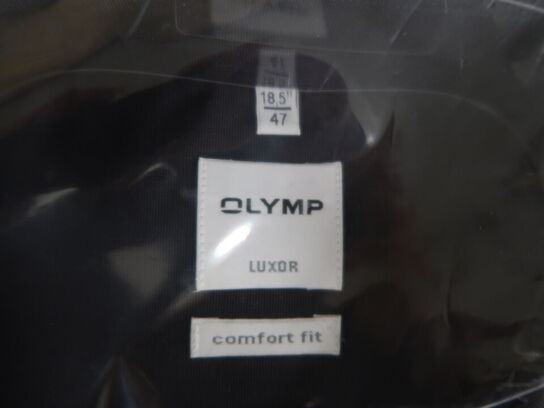 18,5"
47
OLYMP
LUXOR
comfort fit